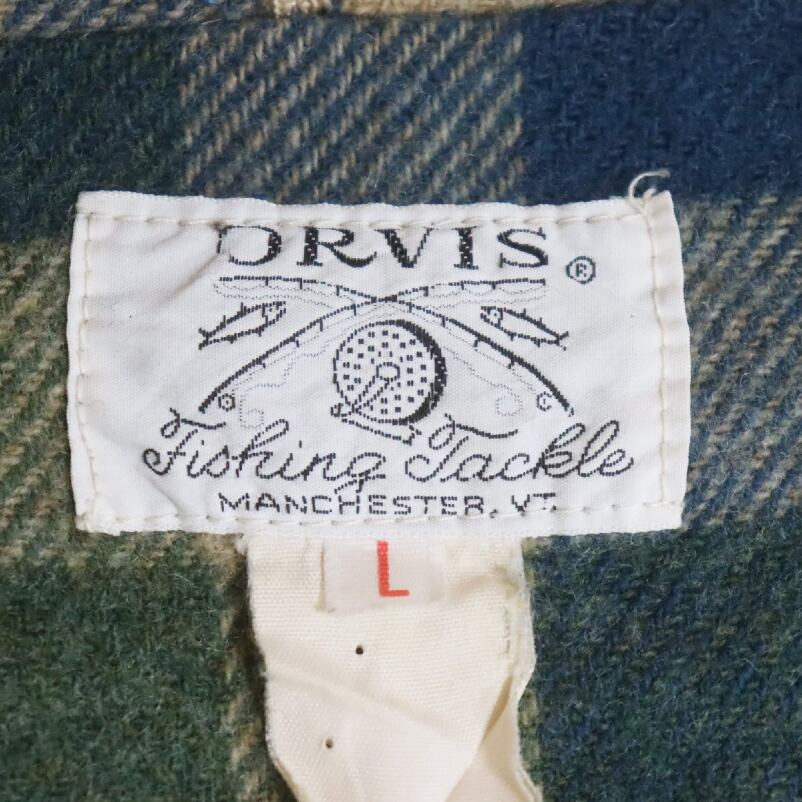 ORVIS ®
Fishing Tackle
MANCHESTER, VT.
L